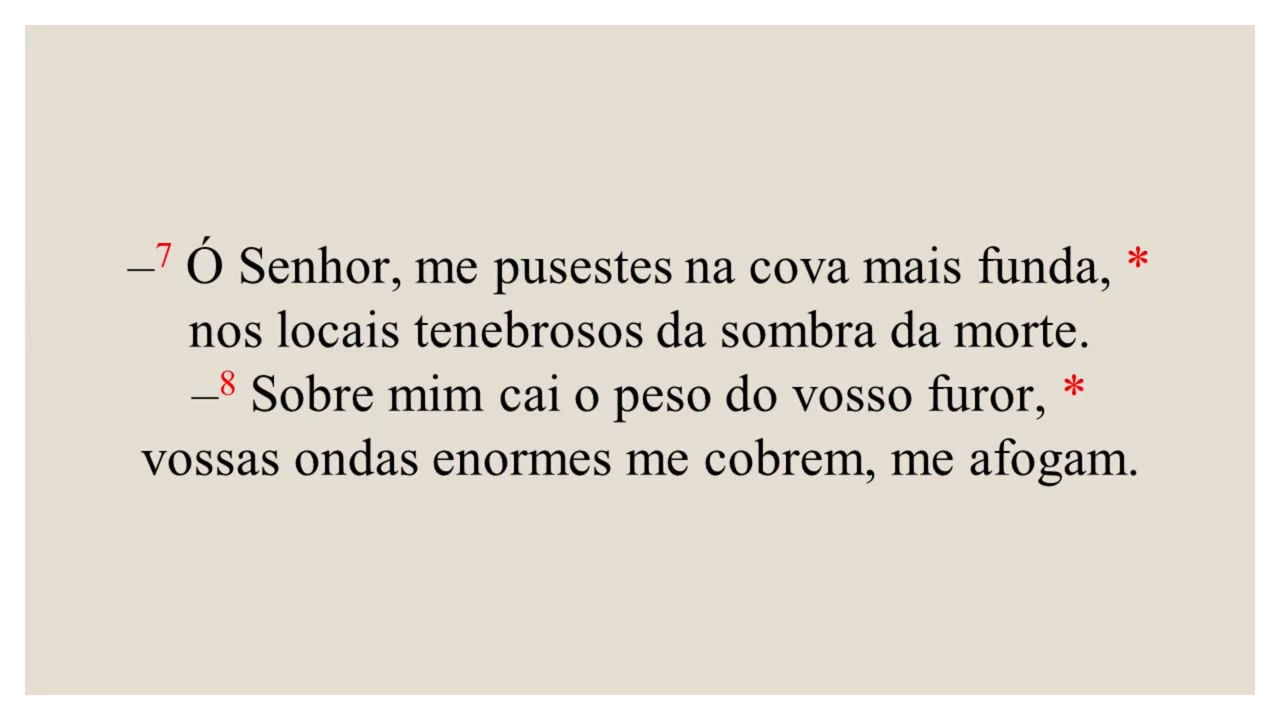 –7 Ó Senhor, me pusestes na cova mais funda, *
nos locais tenebrosos da sombra da morte.
–8 Sobre mim cai o peso do vosso furor, *
vossas ondas enormes me cobrem, me afogam.